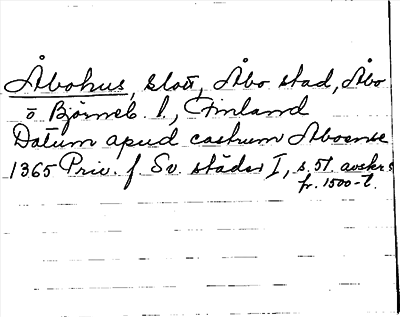 Åbohus, slott, Åbo stad, Åbo
o Björneb. l., Finland
Datum apud castrum Aboense
1365 Priv. f. Sv. städer I, s. 51. avskr.
fr. 1500-t.